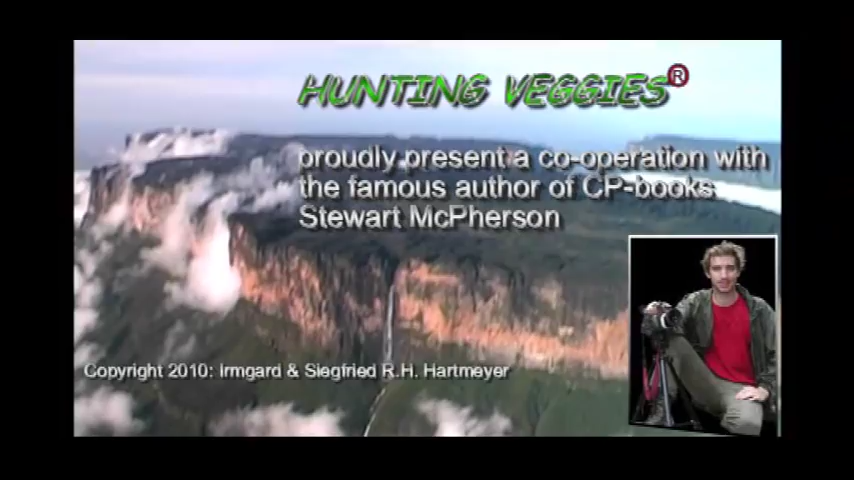 HUNTING VEGGIES®
proudly present a co-operation with
the famous author of CP-books
Stewart McPherson
Copyright 2010: Irmgard & Siegfried R.H. Hartmeyer